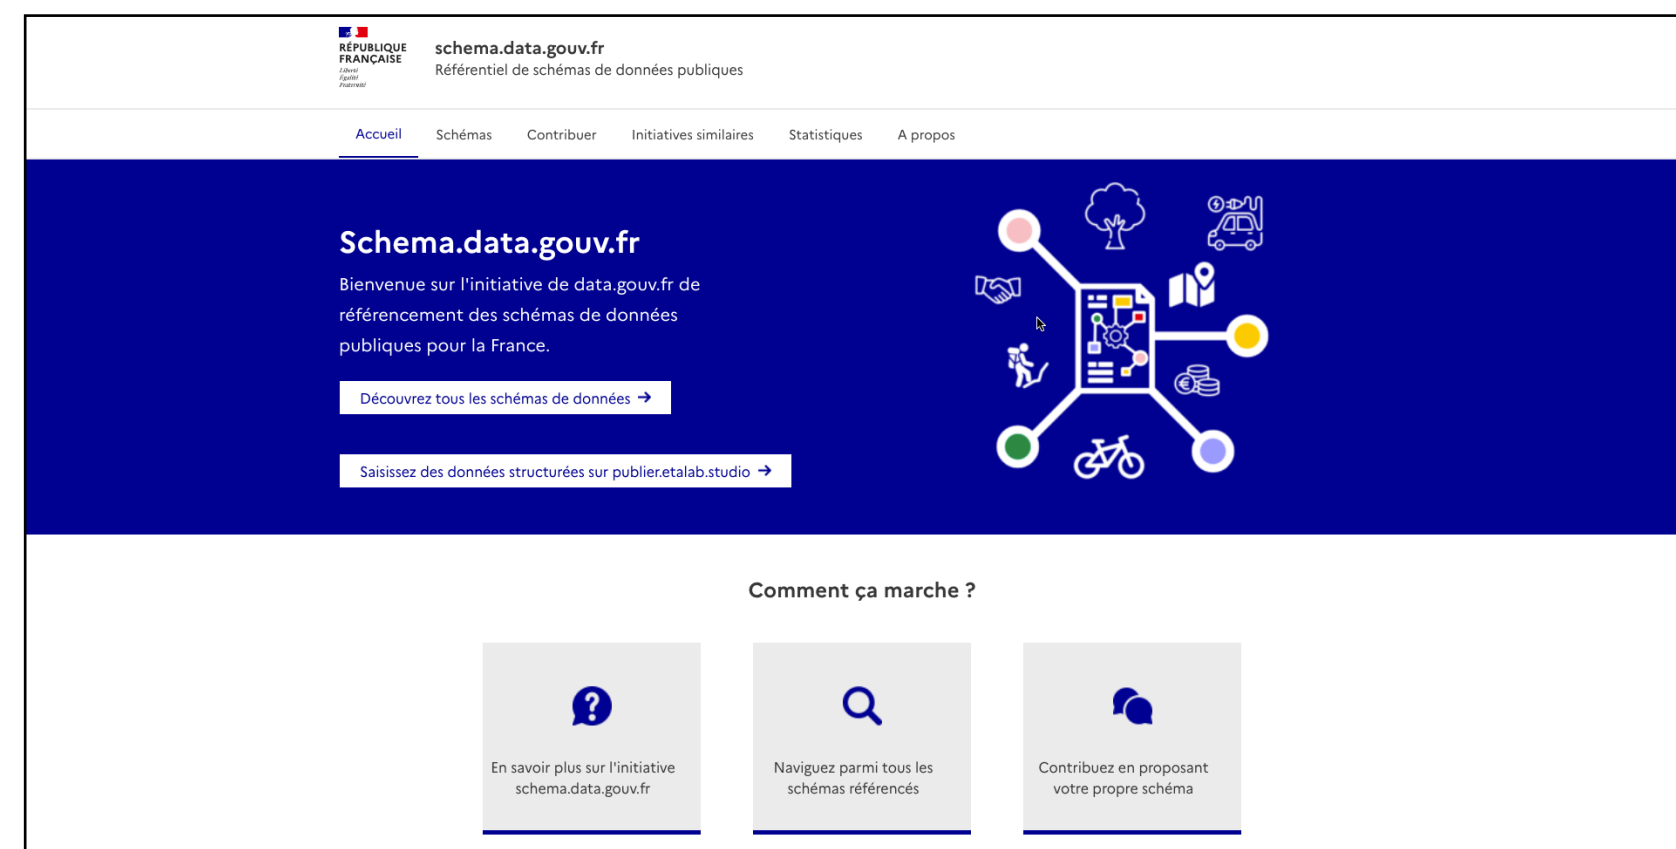 RÉPUBLIQUE
FRANÇAISE
Liberté
Égalité
Fraternité
schema.data.gouv.fr
Référentiel de schémas de données publiques
Accueil Schémas Contribuer Initiatives similaires Statistiques A propos
Schema.data.gouv.fr
Bienvenue sur l'initiative de data.gouv.fr de
référencement des schémas de données
publiques pour la France.
Découvrez tous les schémas de données →
Saisissez des données structurées sur publier.etalab.studio →
Comment ça marche ?
En savoir plus sur l'initiative
schema.data.gouv.fr
Naviguez parmi tous les
schémas référencés
Contribuez en proposant
votre propre schéma